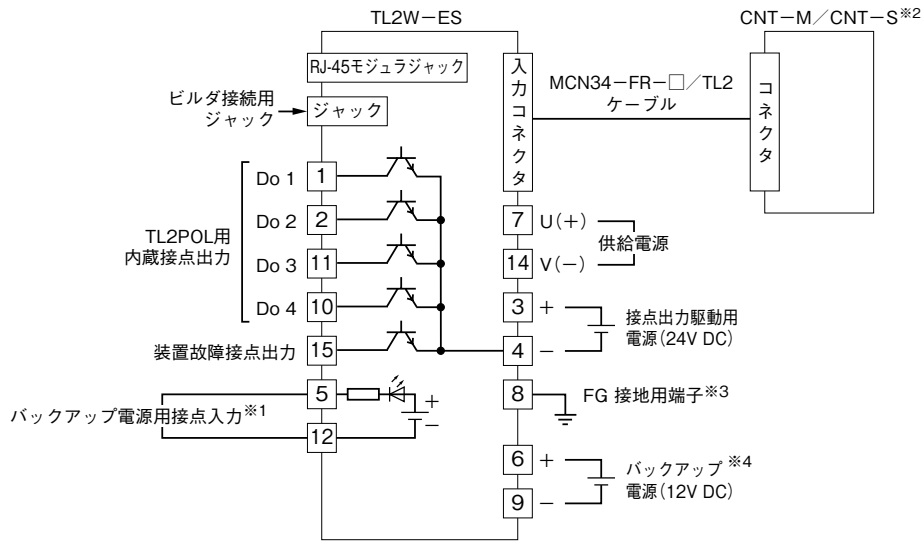 TL2W－ES
CNT－M／CNT－S※2
RJ-45モジュラジャック
ビルダ接続用
ジャック
ジャック
入力コネクタ
MCN34－FR－□／TL2
ケーブル
コネクタ
TL2POL用
内蔵接点出力
Do 1
1
Do 2
2
Do 3
11
Do 4
10
装置故障接点出力
15
バックアップ電源用接点入力※1
5
12
+
−
7
U(+)
14
V(−)
供給電源
3
+
4
−
接点出力駆動用
電源(24V DC)
8
FG 接地用端子※3
6
+
9
−
バックアップ※4
電源(12V DC)